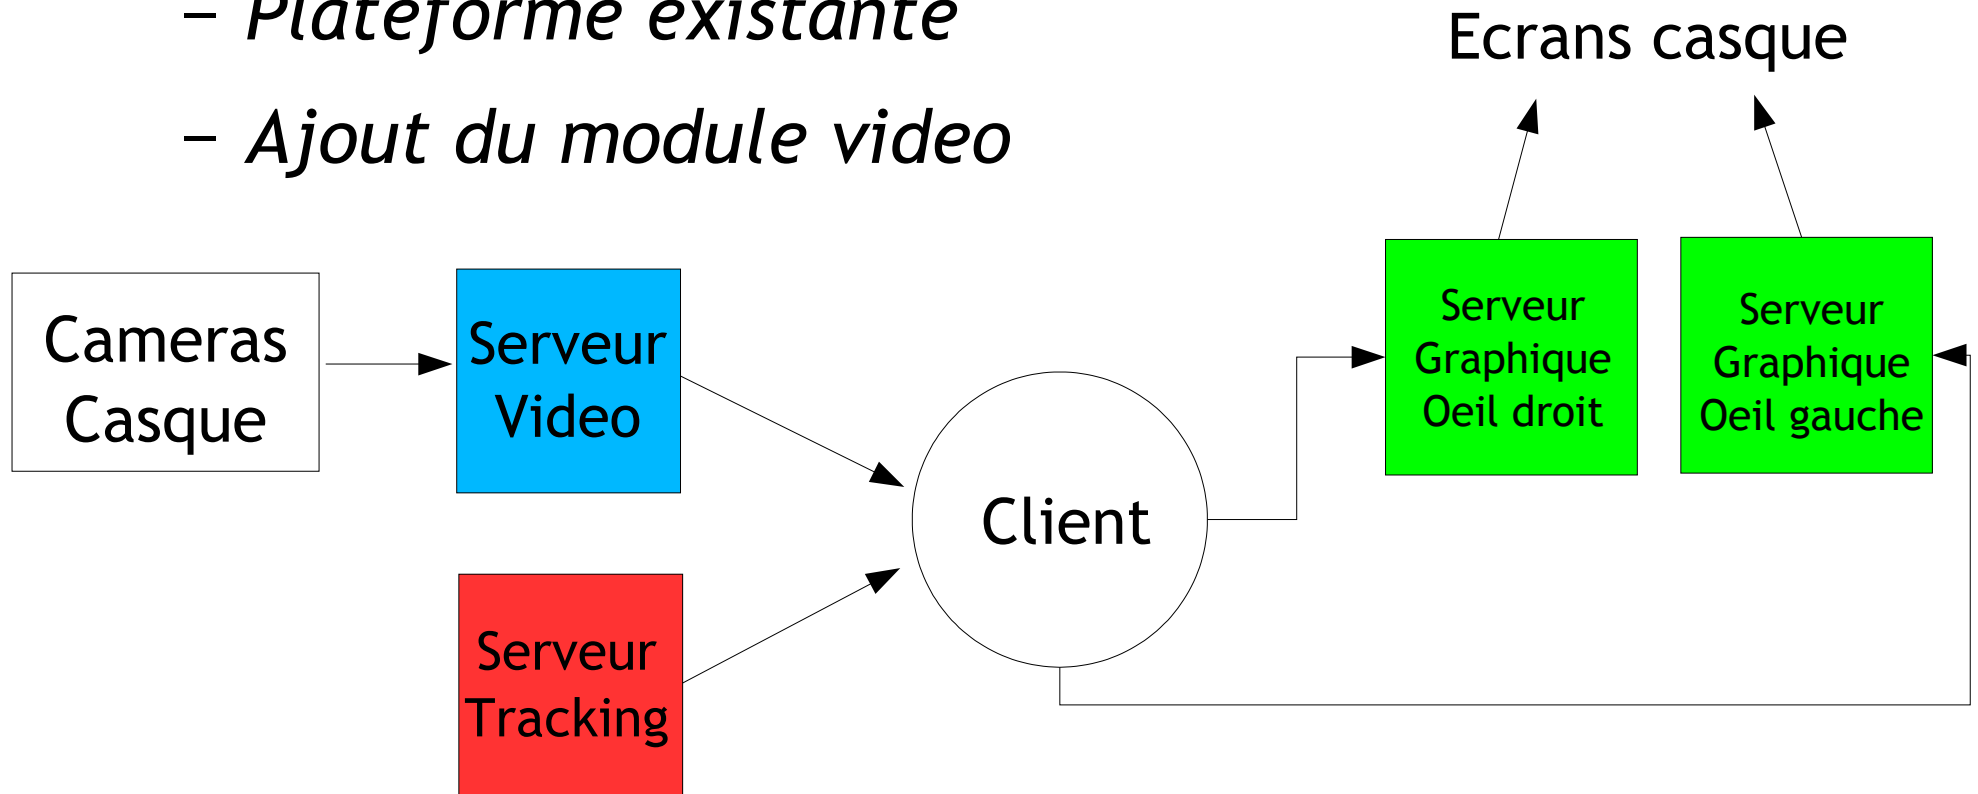 – Plateforme existante
– Ajout du module video
Ecrans casque
Cameras
Casque
Serveur
Video
Serveur
Tracking
Client
Serveur
Graphique
Oeil droit
Serveur
Graphique
Oeil gauche